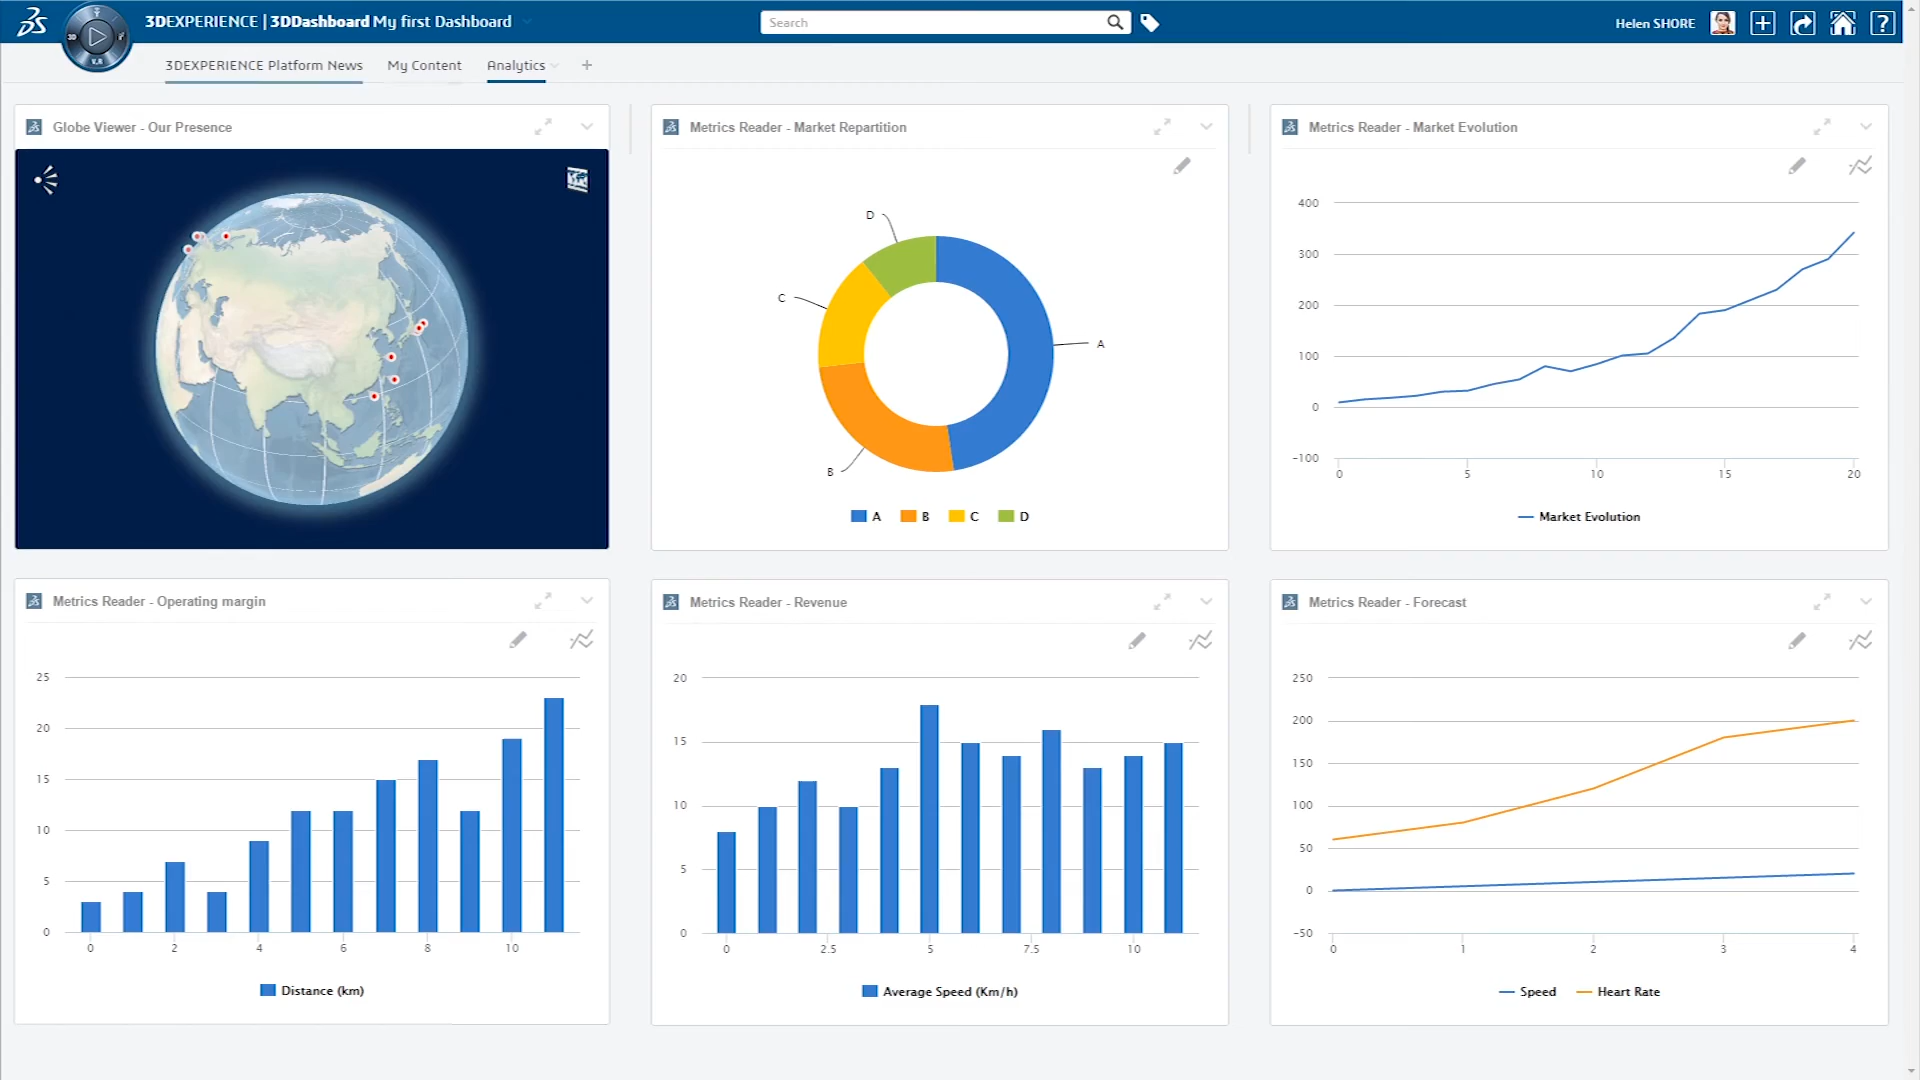 3DEXPERIENCE | 3DDashboard My first Dashboard
Search
Helen SHORE
3D
V.R
3DEXPERIENCE Platform News
My Content
Analytics
+
Globe Viewer - Our Presence
Metrics Reader - Market Repartition
D
C
A
B
A B C D
Metrics Reader - Market Evolution
400
300
200
100
0
-100
0 5 10 15 20
Market Evolution
Metrics Reader - Operating margin
25
20
15
10
5
0
0 2 4 6 8 10
Distance (km)
Metrics Reader - Revenue
20
15
10
5
0
0 2.5 5 7.5 10
Average Speed (Km/h)
Metrics Reader - Forecast
250
200
150
100
50
0
-50
0 1 2 3 4
Speed Heart Rate